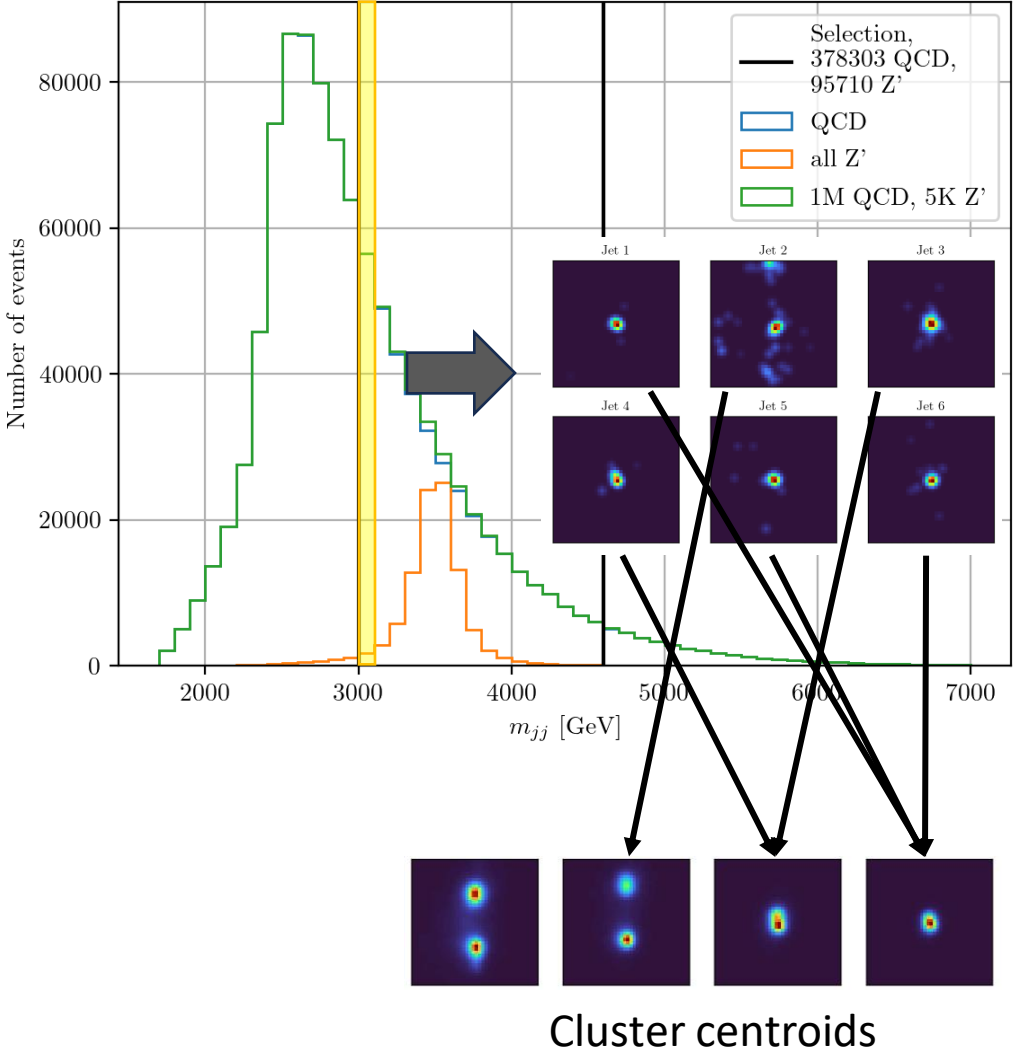 Selection,
378303 QCD,
95710 Z'
QCD
all Z'
1M QCD, 5K Z'
Number of events
80000
60000
40000
20000
0
Jet 1
Jet 2
Jet 3
Jet 4
Jet 5
Jet 6
2000
3000
4000
5000
6000
7000
m_{jj} [GeV]
Cluster centroids